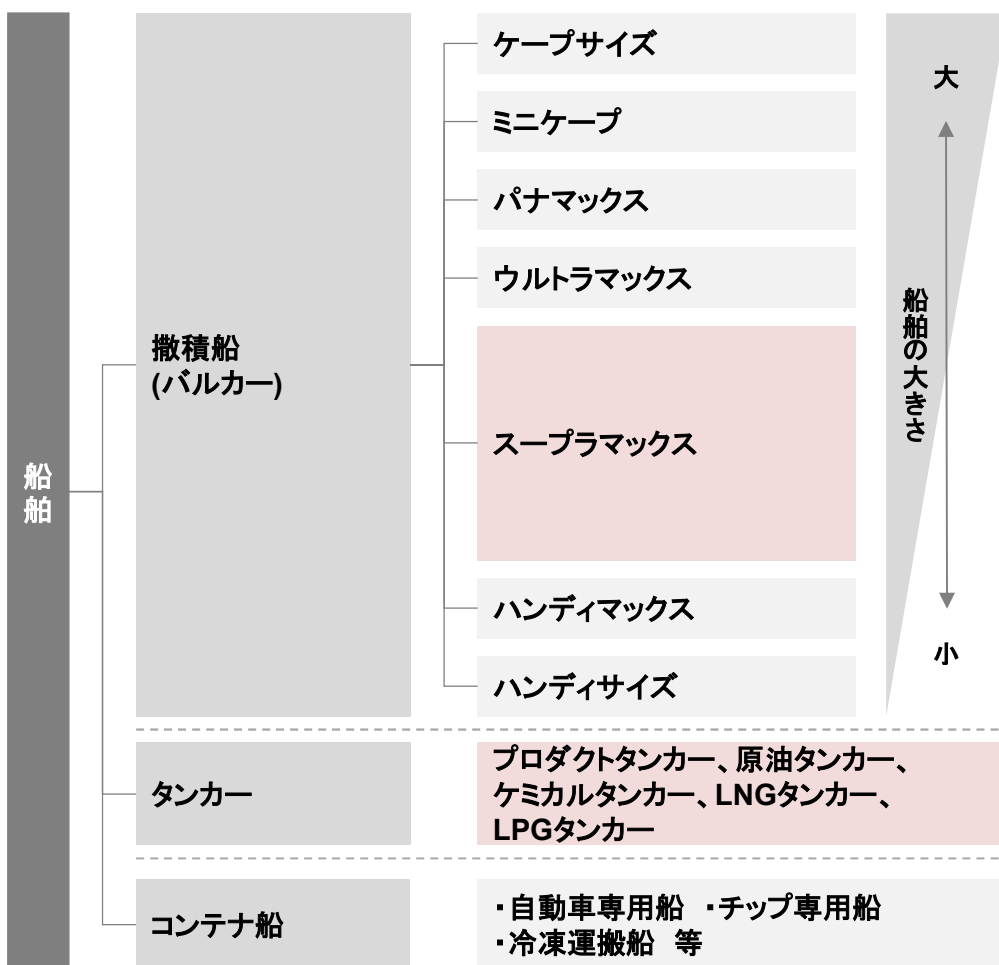 船舶
撒積船
(バルカー)
ケープサイズ
ミニケープ
パナマックス
ウルトラマックス
スープラマックス
ハンディマックス
ハンディサイズ
大
船舶の大きさ
小
タンカー
プロダクトタンカー、原油タンカー、
ケミカルタンカー、LNGタンカー、
LPGタンカー
コンテナ船
・自動車専用船　・チップ専用船
・冷凍運搬船　等